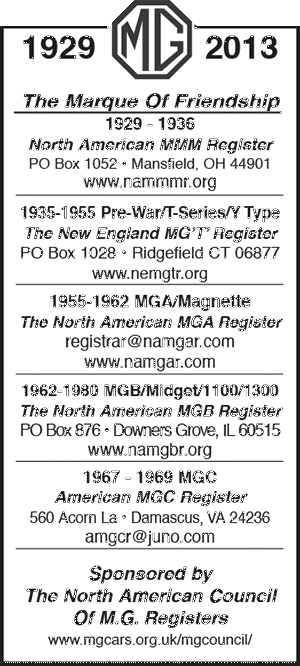 MG
1929 2013
The Marque Of Friendship
1929 - 1936
North American MMM Register
PO Box 1052 • Mansfield, OH 44901
www.nammmr.org
1935-1955 Pre-War/T-Series/Y Type
The New England MG'T' Register
PO Box 1028 • Ridgefield CT 06877
www.nemgtr.org
1955-1962 MGA/Magnette
The North American MGA Register
registrar@namgar.com
www.namgar.com
1962-1980 MGB/Midget/1100/1300
The North American MGB Register
PO Box 876 • Downers Grove, IL 60515
www.namgbr.org
1967 - 1969 MGC
American MGC Register
560 Acorn La • Damascus, VA 24236
amgcr@juno.com
Sponsored by
The North American Council
Of M.G. Registers
www.mgcars.org.uk/mgcouncil/